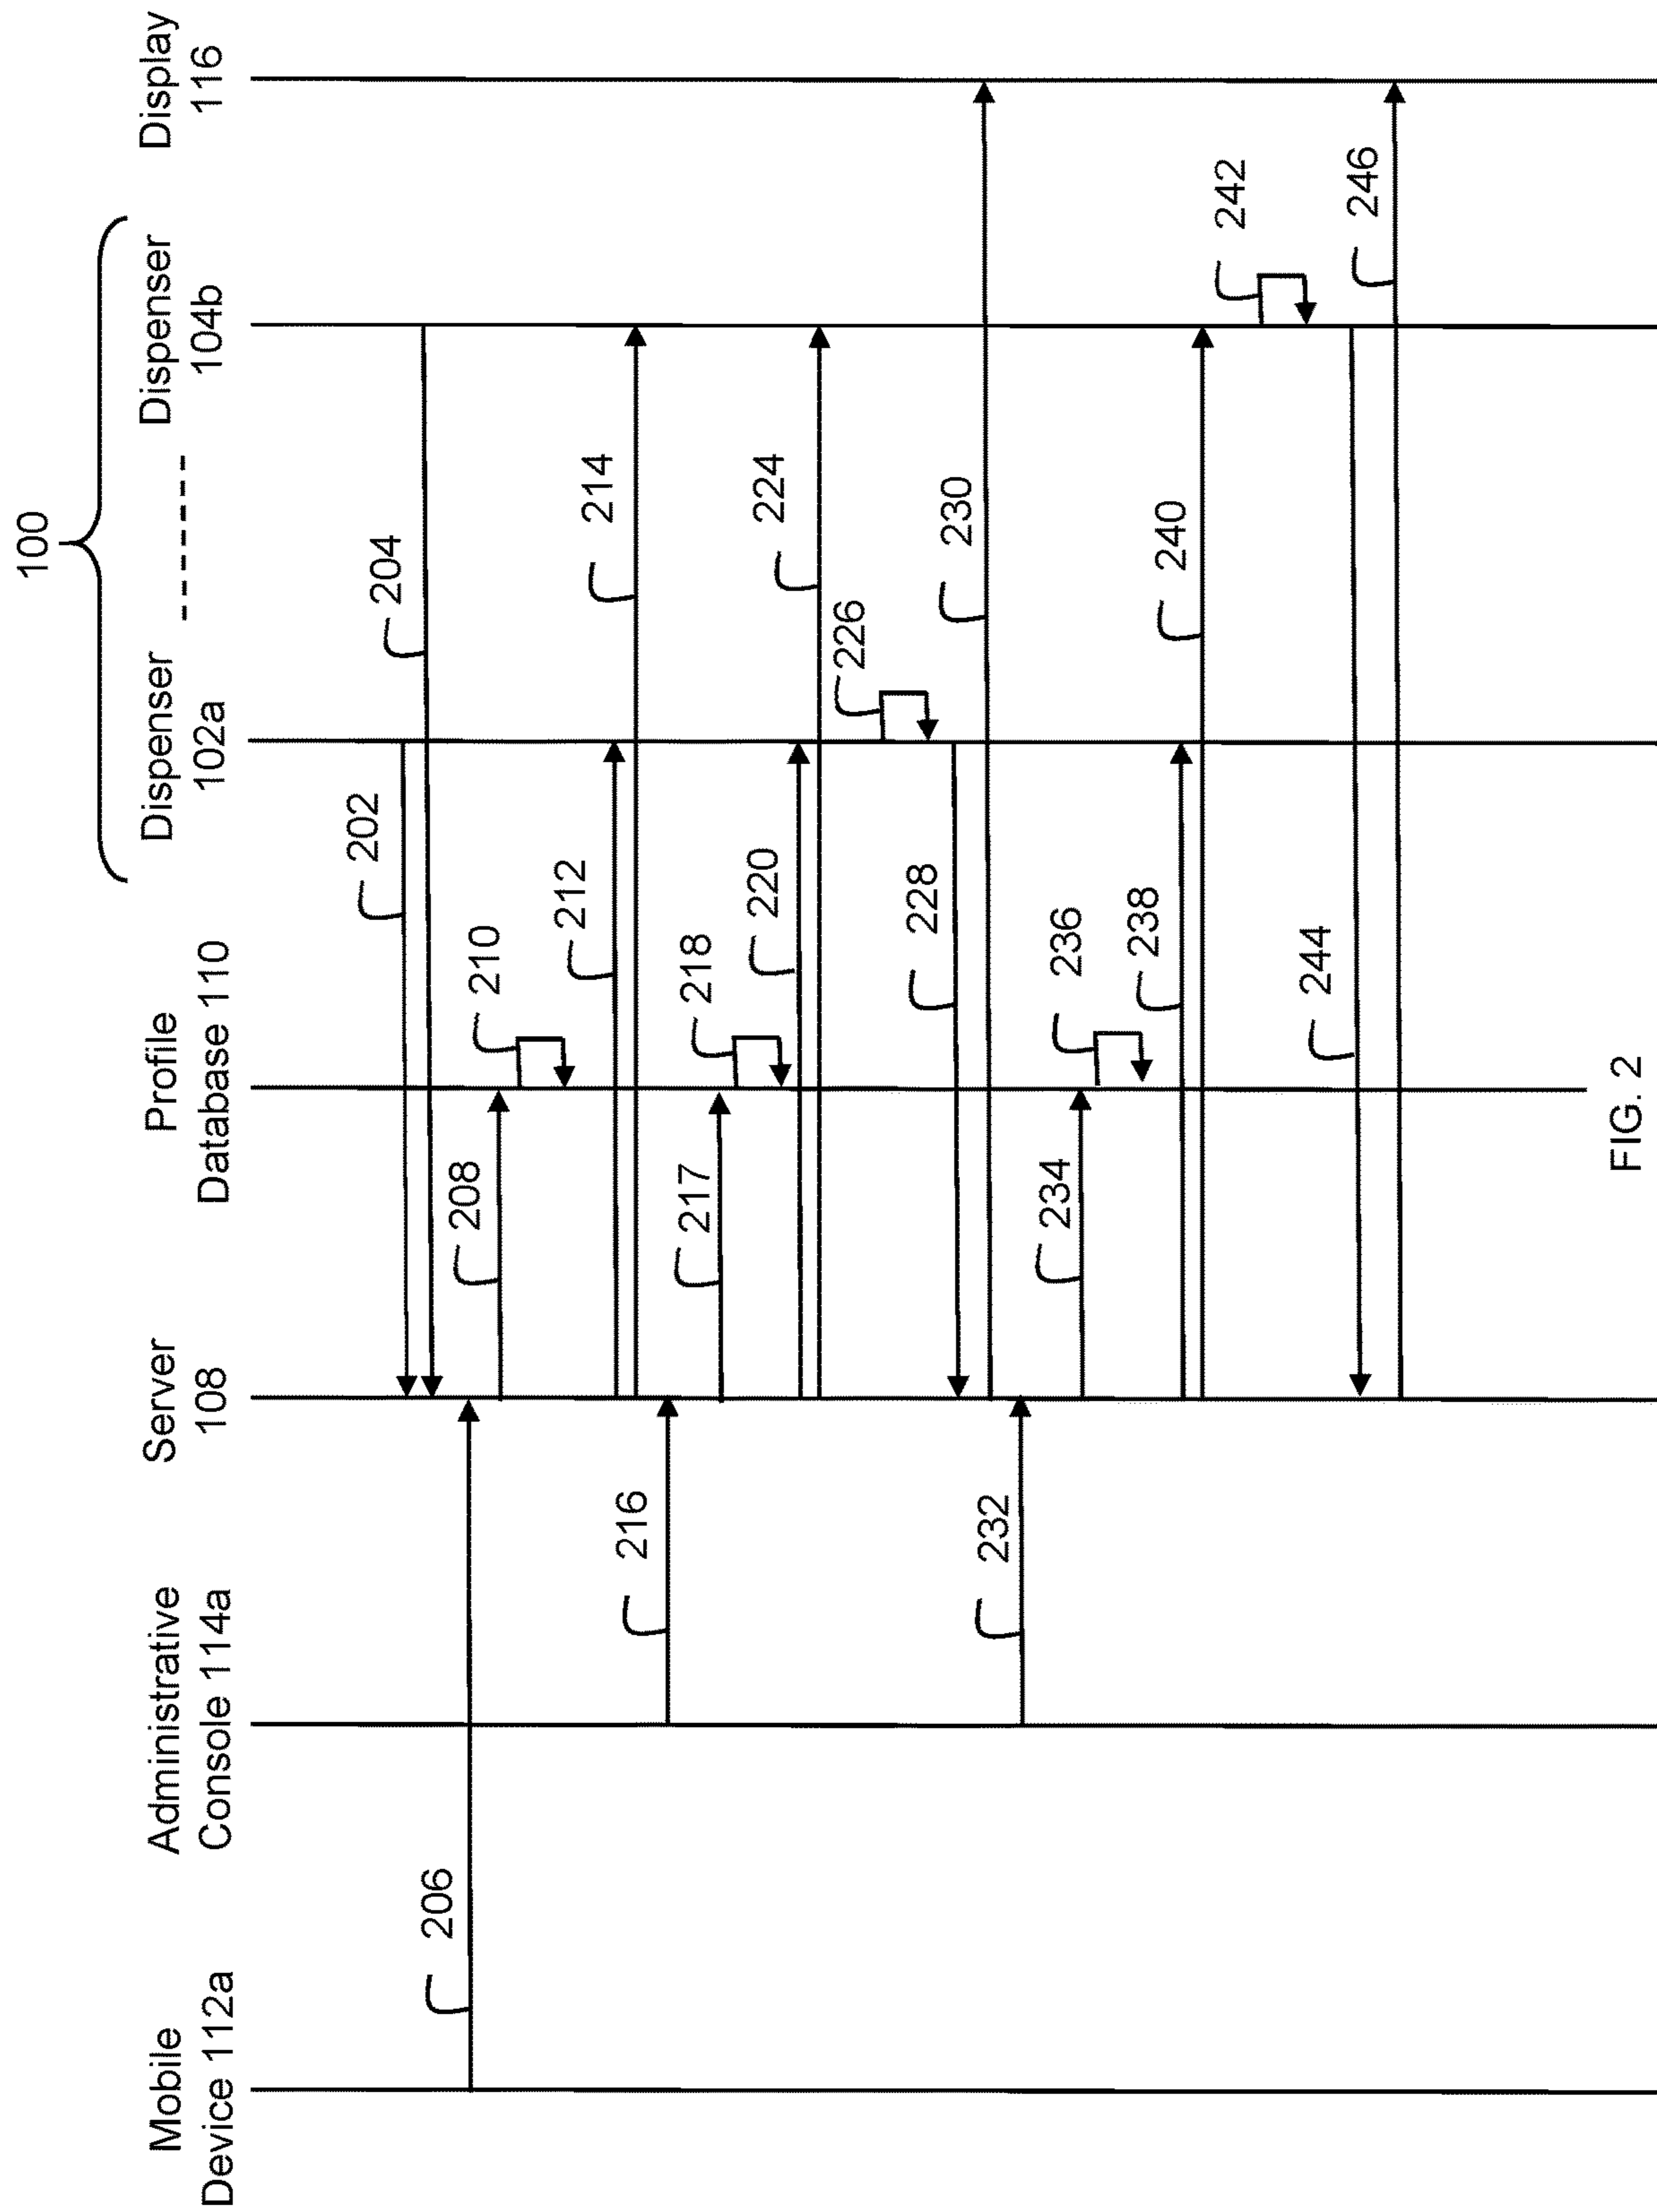 100
Mobile
Device 112a
Administrative
Console 114a
Server
108
Profile
Database 110
Dispenser
102a
-------
Dispenser
104b
Display
116
202
204
206
208
210
212
214
216
217
218
220
224
226
228
230
232
234
236
238
240
242
244
246
FIG. 2